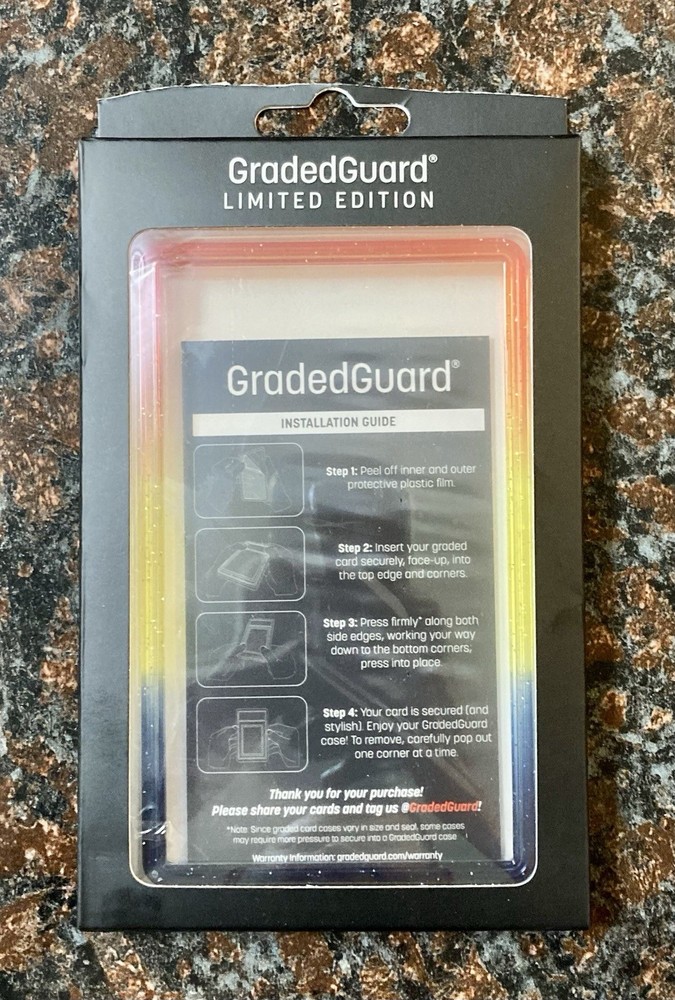 GradedGuard®
LIMITED EDITION
GradedGuard®
INSTALLATION GUIDE
Step 1: Peel off inner and outer
protective plastic film.
Step 2: Insert your graded
card securely, face-up, into
the top edge and corners.
Step 3: Press firmly* along both
side edges, working your way
down to the bottom corners;
press into place.
Step 4: Your card is secured (and
stylish). Enjoy your GradedGuard
case! To remove, carefully pop out
one corner at a time.
Thank you for your purchase!
Please share your cards and tag us @GradedGuard!
*Note: Since graded card cases vary in size and seal, some cases
may require more pressure to secure into a GradedGuard case
Warranty Information: gradedguard.com/warranty